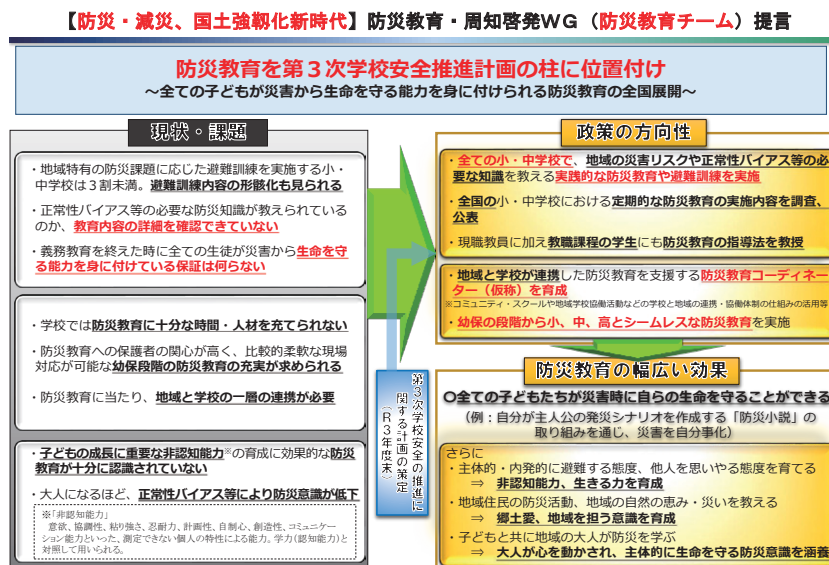 【防災・減災、国土強靱化新時代】防災教育・周知啓発WG（防災教育チーム）提言
防災教育を第３次学校安全推進計画の柱に位置付け
～全ての子どもが災害から生命を守る能力を身に付けられる防災教育の全国展開～
現状・課題
・地域特有の防災課題に応じた避難訓練を実施する小・
中学校は３割未満。避難訓練内容の形骸化も見られる
・正常性バイアス等の必要な防災知識が教えられている
のか、教育内容の詳細を確認できていない
・義務教育を終えた時に全ての生徒が災害から生命を守
る能力を身に付けている保証は何らない
・学校では防災教育に十分な時間・人材を充てられない
・防災教育への保護者の関心が高く、比較的柔軟な現場
対応が可能な幼保段階の防災教育の充実が求められる
・防災教育に当たり、地域と学校の一層の連携が必要
・子どもの成長に重要な非認知能力※の育成に効果的な防災
教育が十分に認識されていない
・大人になるほど、正常性バイアス等により防災意識が低下
※「非認知能力」
意欲、協調性、粘り強さ、忍耐力、計画性、自制心、創造性、コミュニケー
ション能力といった、測定できない個人の特性による能力。学力（認知能力）と
対照して用いられる。
第３次学校安全の推進に
関する計画の策定
（Ｒ３年度末）
政策の方向性
・全ての小・中学校で、地域の災害リスクや正常性バイアス等の必
要な知識を教える実践的な防災教育や避難訓練を実施
・全国の小・中学校における定期的な防災教育の実施内容を調査、
公表
・現職教員に加え教職課程の学生にも防災教育の指導法を教授
・地域と学校が連携した防災教育を支援する防災教育コーディネー
ター（仮称）を育成
※コミュニティ・スクールや地域学校協働活動などの学校と地域の連携・協働体制の仕組みの活用等
・幼保の段階から小、中、高とシームレスな防災教育を実施
防災教育の幅広い効果
○全ての子どもたちが災害時に自らの生命を守ることができる
（例：自分が主人公の発災シナリオを作成する「防災小説」の
取り組みを通じ、災害を自分事化）
さらに
・主体的・内発的に避難する態度、他人を思いやる態度を育てる
⇒ 非認知能力、生きる力を育成
・地域住民の防災活動、地域の自然の恵み・災いを教える
⇒ 郷土愛、地域を担う意識を育成
・子どもと共に地域の大人が防災を学ぶ
⇒ 大人が心を動かされ、主体的に生命を守る防災意識を涵養